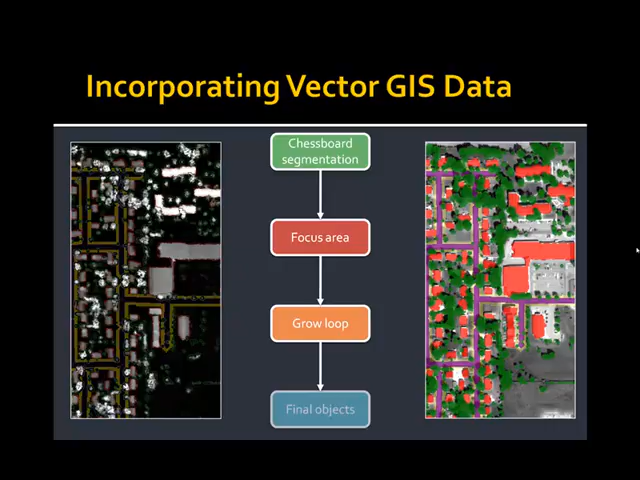 Incorporating Vector GIS Data
Chessboard
segmentation
Focus area
Grow loop
Final objects